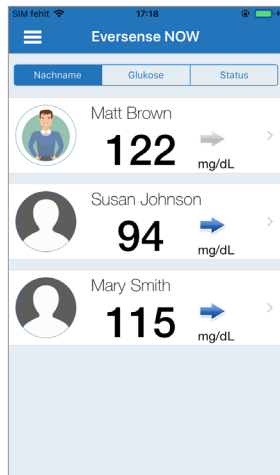 SIM fehlt 17:18
Eversense NOW
Nachname Glukose Status
Matt Brown
122
mg/dL
Susan Johnson
94
mg/dL
Mary Smith
115
mg/dL